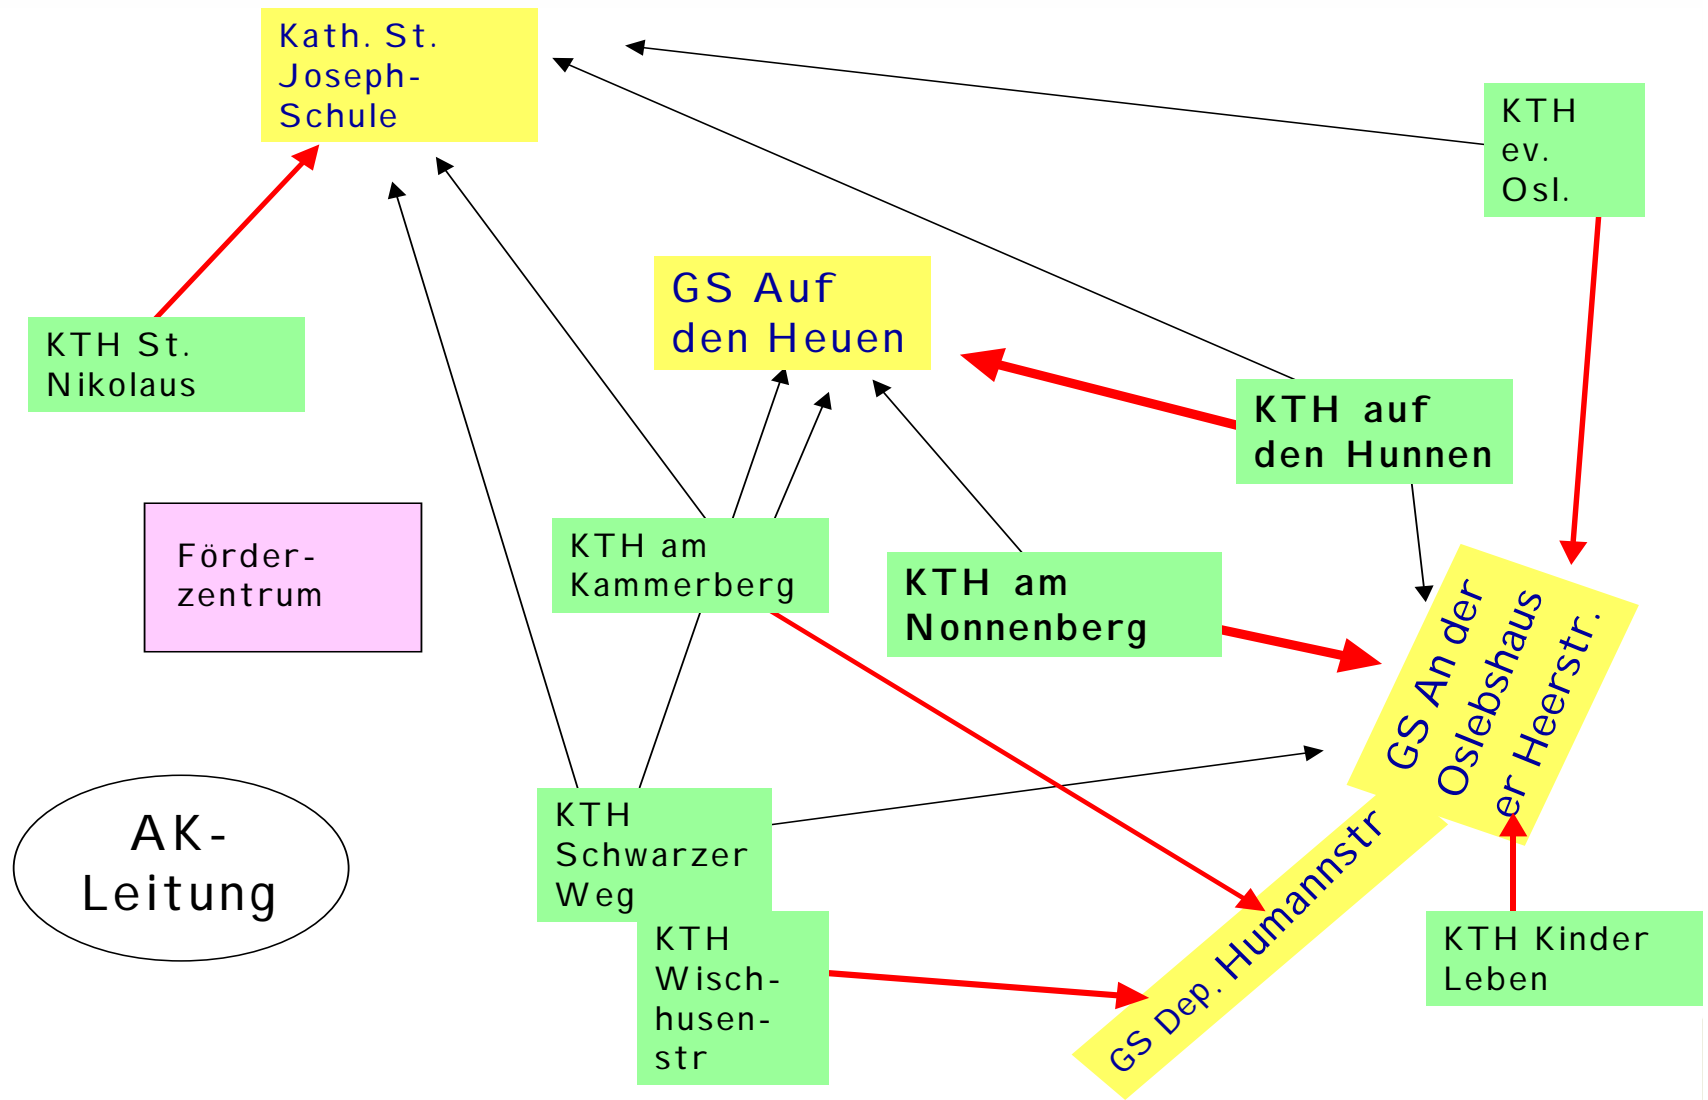 Kath. St.
Joseph-
Schule
KTH
ev.
Osl.
GS Auf
den Heuen
KTH St.
Nikolaus
KTH auf
den Hunnen
Förder-
zentrum
KTH am
Kammerberg
KTH am
Nonnenberg
GS An der
Oslebshaus
er Heerstr.
AK-
Leitung
KTH
Schwarzer
Weg
GS Dep. Humannstr
KTH
Wisch-
husen-
str
KTH Kinder
Leben